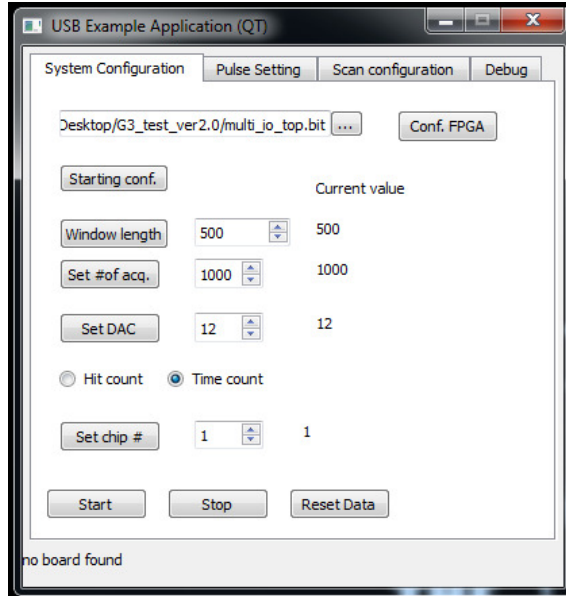 USB Example Application (QT)
System Configuration Pulse Setting Scan configuration Debug
Desktop/G3_test_ver2.0/multi_io_top.bit ... Conf. FPGA
Starting conf.
Current value
Window length 500 500
Set #of acq. 1000 1000
Set DAC 12 12
Hit count Time count
Set chip # 1 1
Start Stop Reset Data
no board found